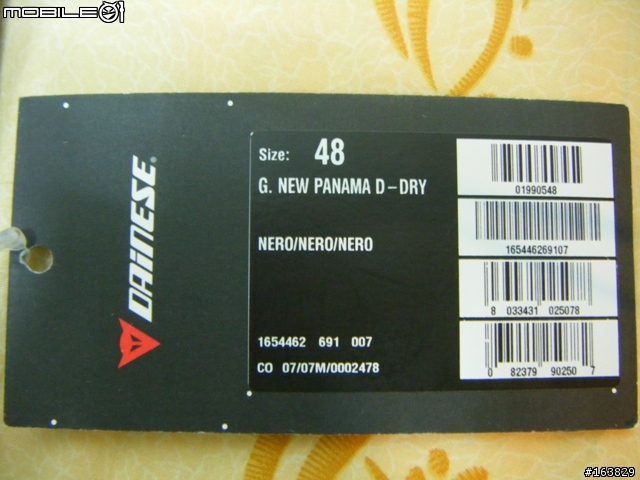 MOBILE01
DAINESE®
Size: 48
G. NEW PANAMA D-DRY
NERO/NERO/NERO
1654462 691 007
CO 07/07M/0002478
01990548
165446269107
8 033431 025078
0 82379 90250 7
#163829